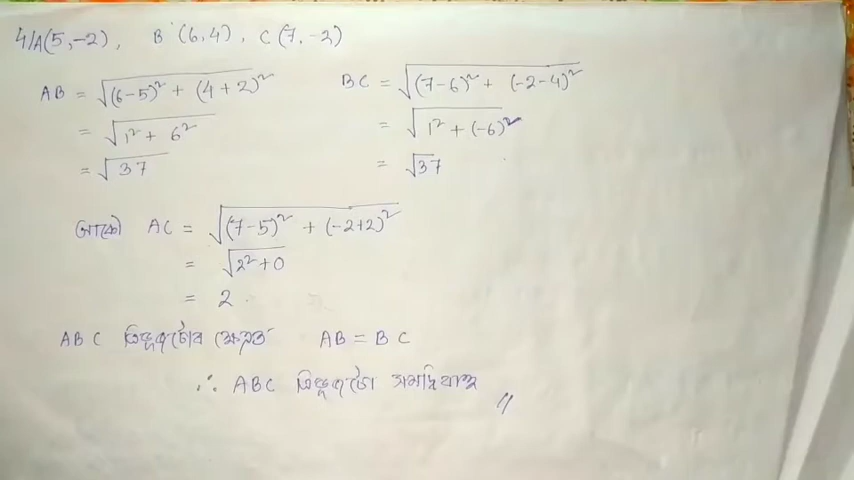 4/A(5,-2), B (6,4), C(7,-2)
AB = √(6-5)² + (4+2)² BC = √(7-6)² + (-2-4)²
= √1² + 6² = √1² + (-6)²
= √37 = √37
আকৌ AC = √(7-5)² + (-2+2)²
= √2²+0
= 2
ABC ত্ৰিভুজটোৰ ক্ষেত্ৰত AB = BC
∴ ABC ত্ৰিভুজটো সমদ্বিবাহু //